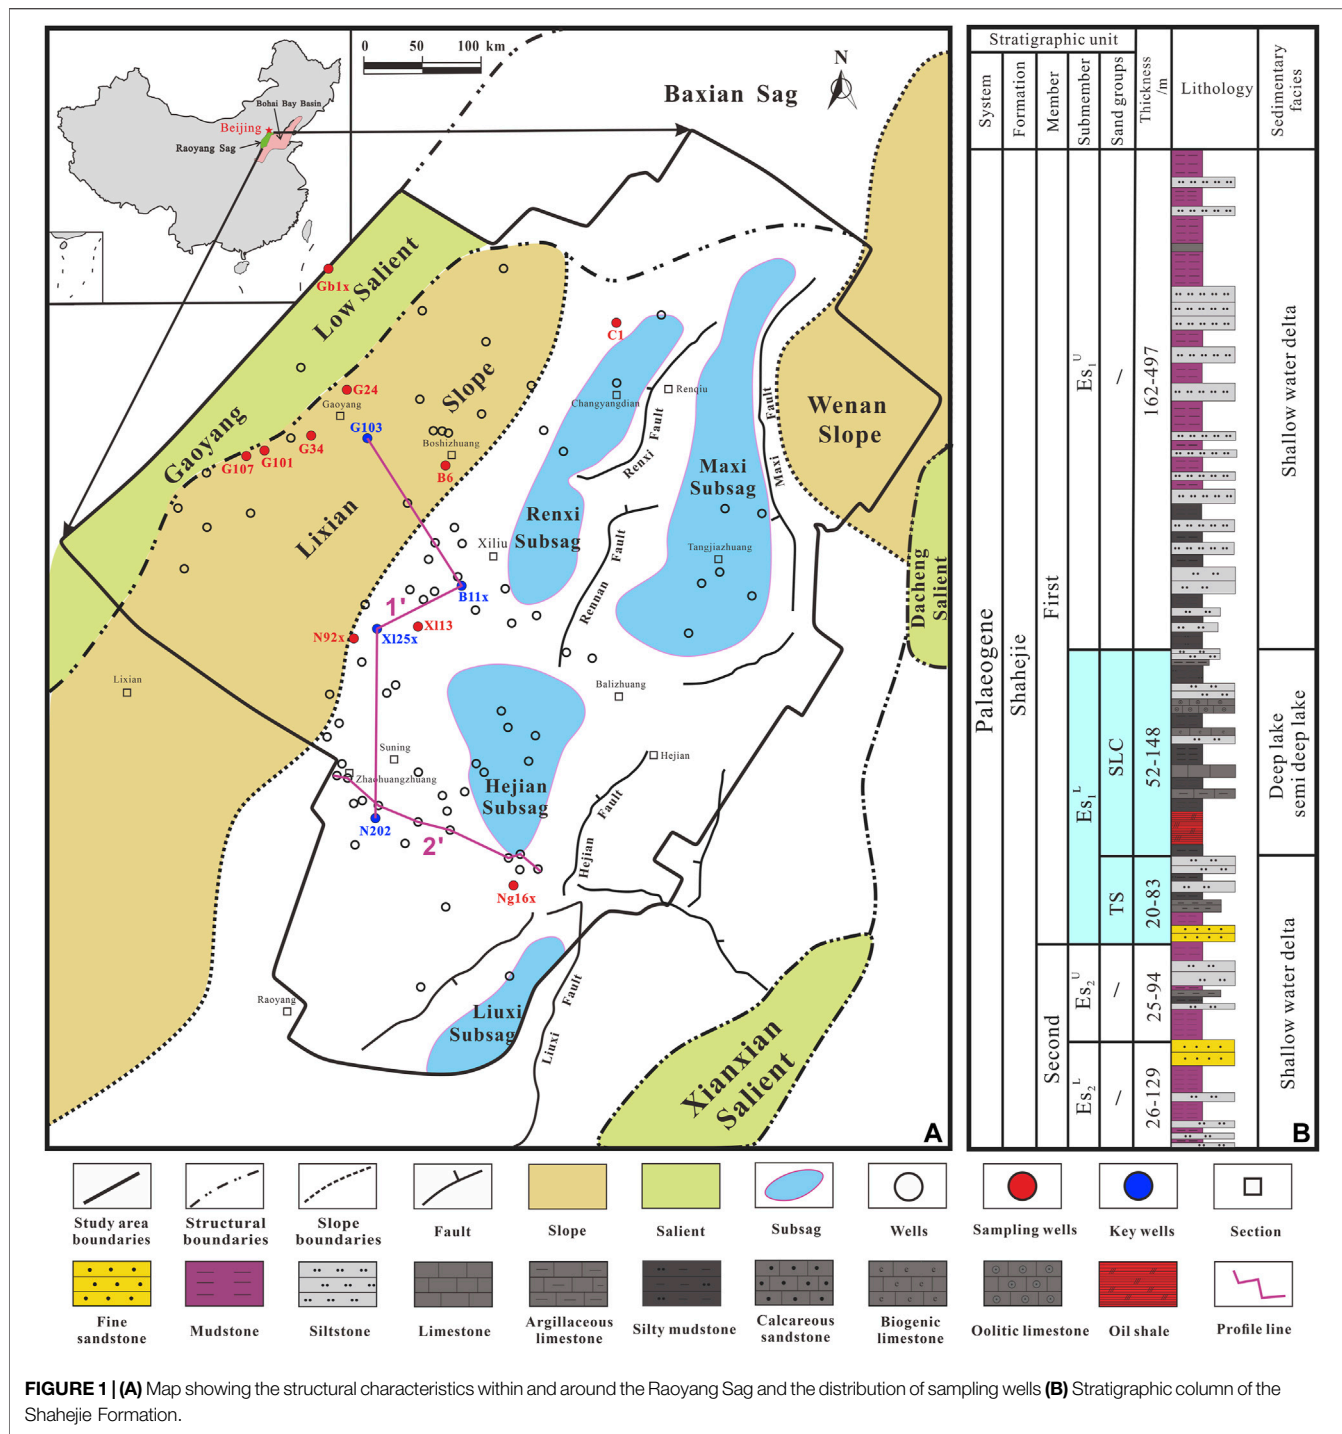 0 50 100 km
N
Baxian Sag
Bohai Bay Basin
Beijing
Raoyang Sag
Gb1x
Low Salient
Gaoyang
C1
G24
Gaoyang
G103
G34
G101
G107
Slope
Boshizhuang
B6
Lixian
Changyangdian
Renqiu
Renxi
Fault
Maxi
Fault
Wenan
Slope
Maxi
Subsag
Renxi
Subsag
Xiliu
Tangjiazhuang
Rennan
Fault
Dacheng
Salient
B11x
1'
Xl13
Xl25x
N92x
Lixian
Balizhuang
Suning
Zhaohuangzhuang
Hejian
Hejian
Subsag
N202
2'
Hejian
Fault
Ng16x
Raoyang
Liuxi
Subsag
Liuxi
Fault
Xianxian
Salient
A
Stratigraphic unit
System
Formation
Member
Submember
Sand groups
Thickness
/m
Lithology
Sedimentary
facies
Palaeogene
Shahejie
First
Second
Es₁ᵁ
Es₁ᴸ
Es₂ᵁ
Es₂ᴸ
/
SLC
TS
/
/
162-497
52-148
20-83
25-94
26-129
Shallow water delta
Deep lake
semi deep lake
Shallow water delta
B
Study area
boundaries
Structural
boundaries
Slope
boundaries
Fault
Slope
Salient
Subsag
Wells
Sampling wells
Key wells
Section
Fine
sandstone
Mudstone
Siltstone
Limestone
Argillaceous
limestone
Silty mudstone
Calcareous
sandstone
Biogenic
limestone
Oolitic limestone
Oil shale
Profile line
FIGURE 1 | (A) Map showing the structural characteristics within and around the Raoyang Sag and the distribution of sampling wells (B) Stratigraphic column of the
Shahejie Formation.